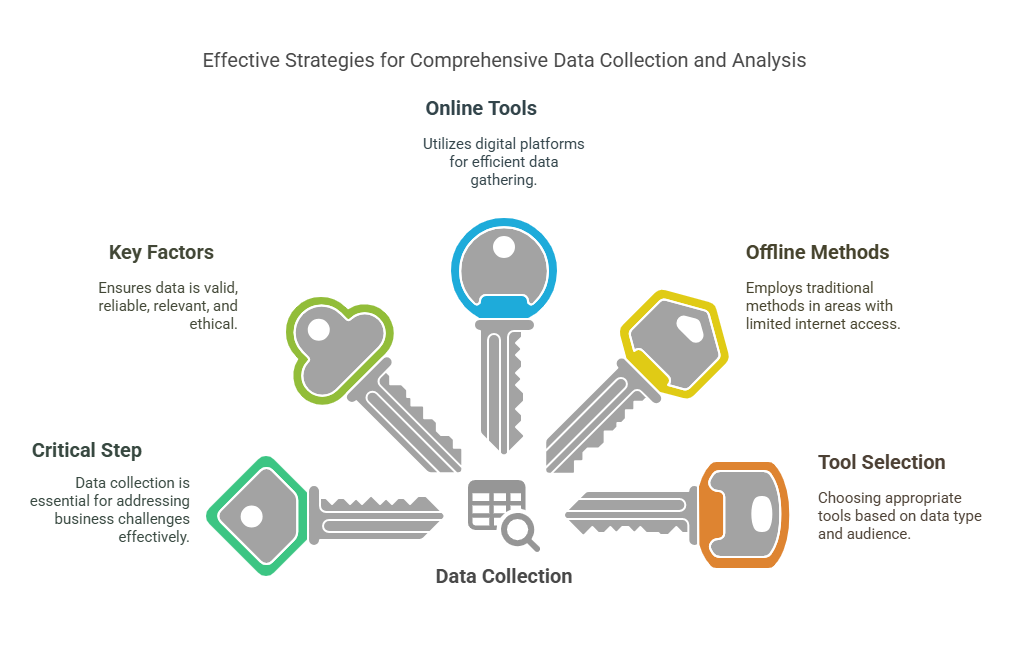 Effective Strategies for Comprehensive Data Collection and Analysis
Online Tools
Utilizes digital platforms
for efficient data
gathering.
Key Factors
Ensures data is valid,
reliable, relevant, and
ethical.
Offline Methods
Employs traditional
methods in areas with
limited internet access.
Critical Step
Data collection is
essential for addressing
business challenges
effectively.
Tool Selection
Choosing appropriate
tools based on data type
and audience.
Data Collection